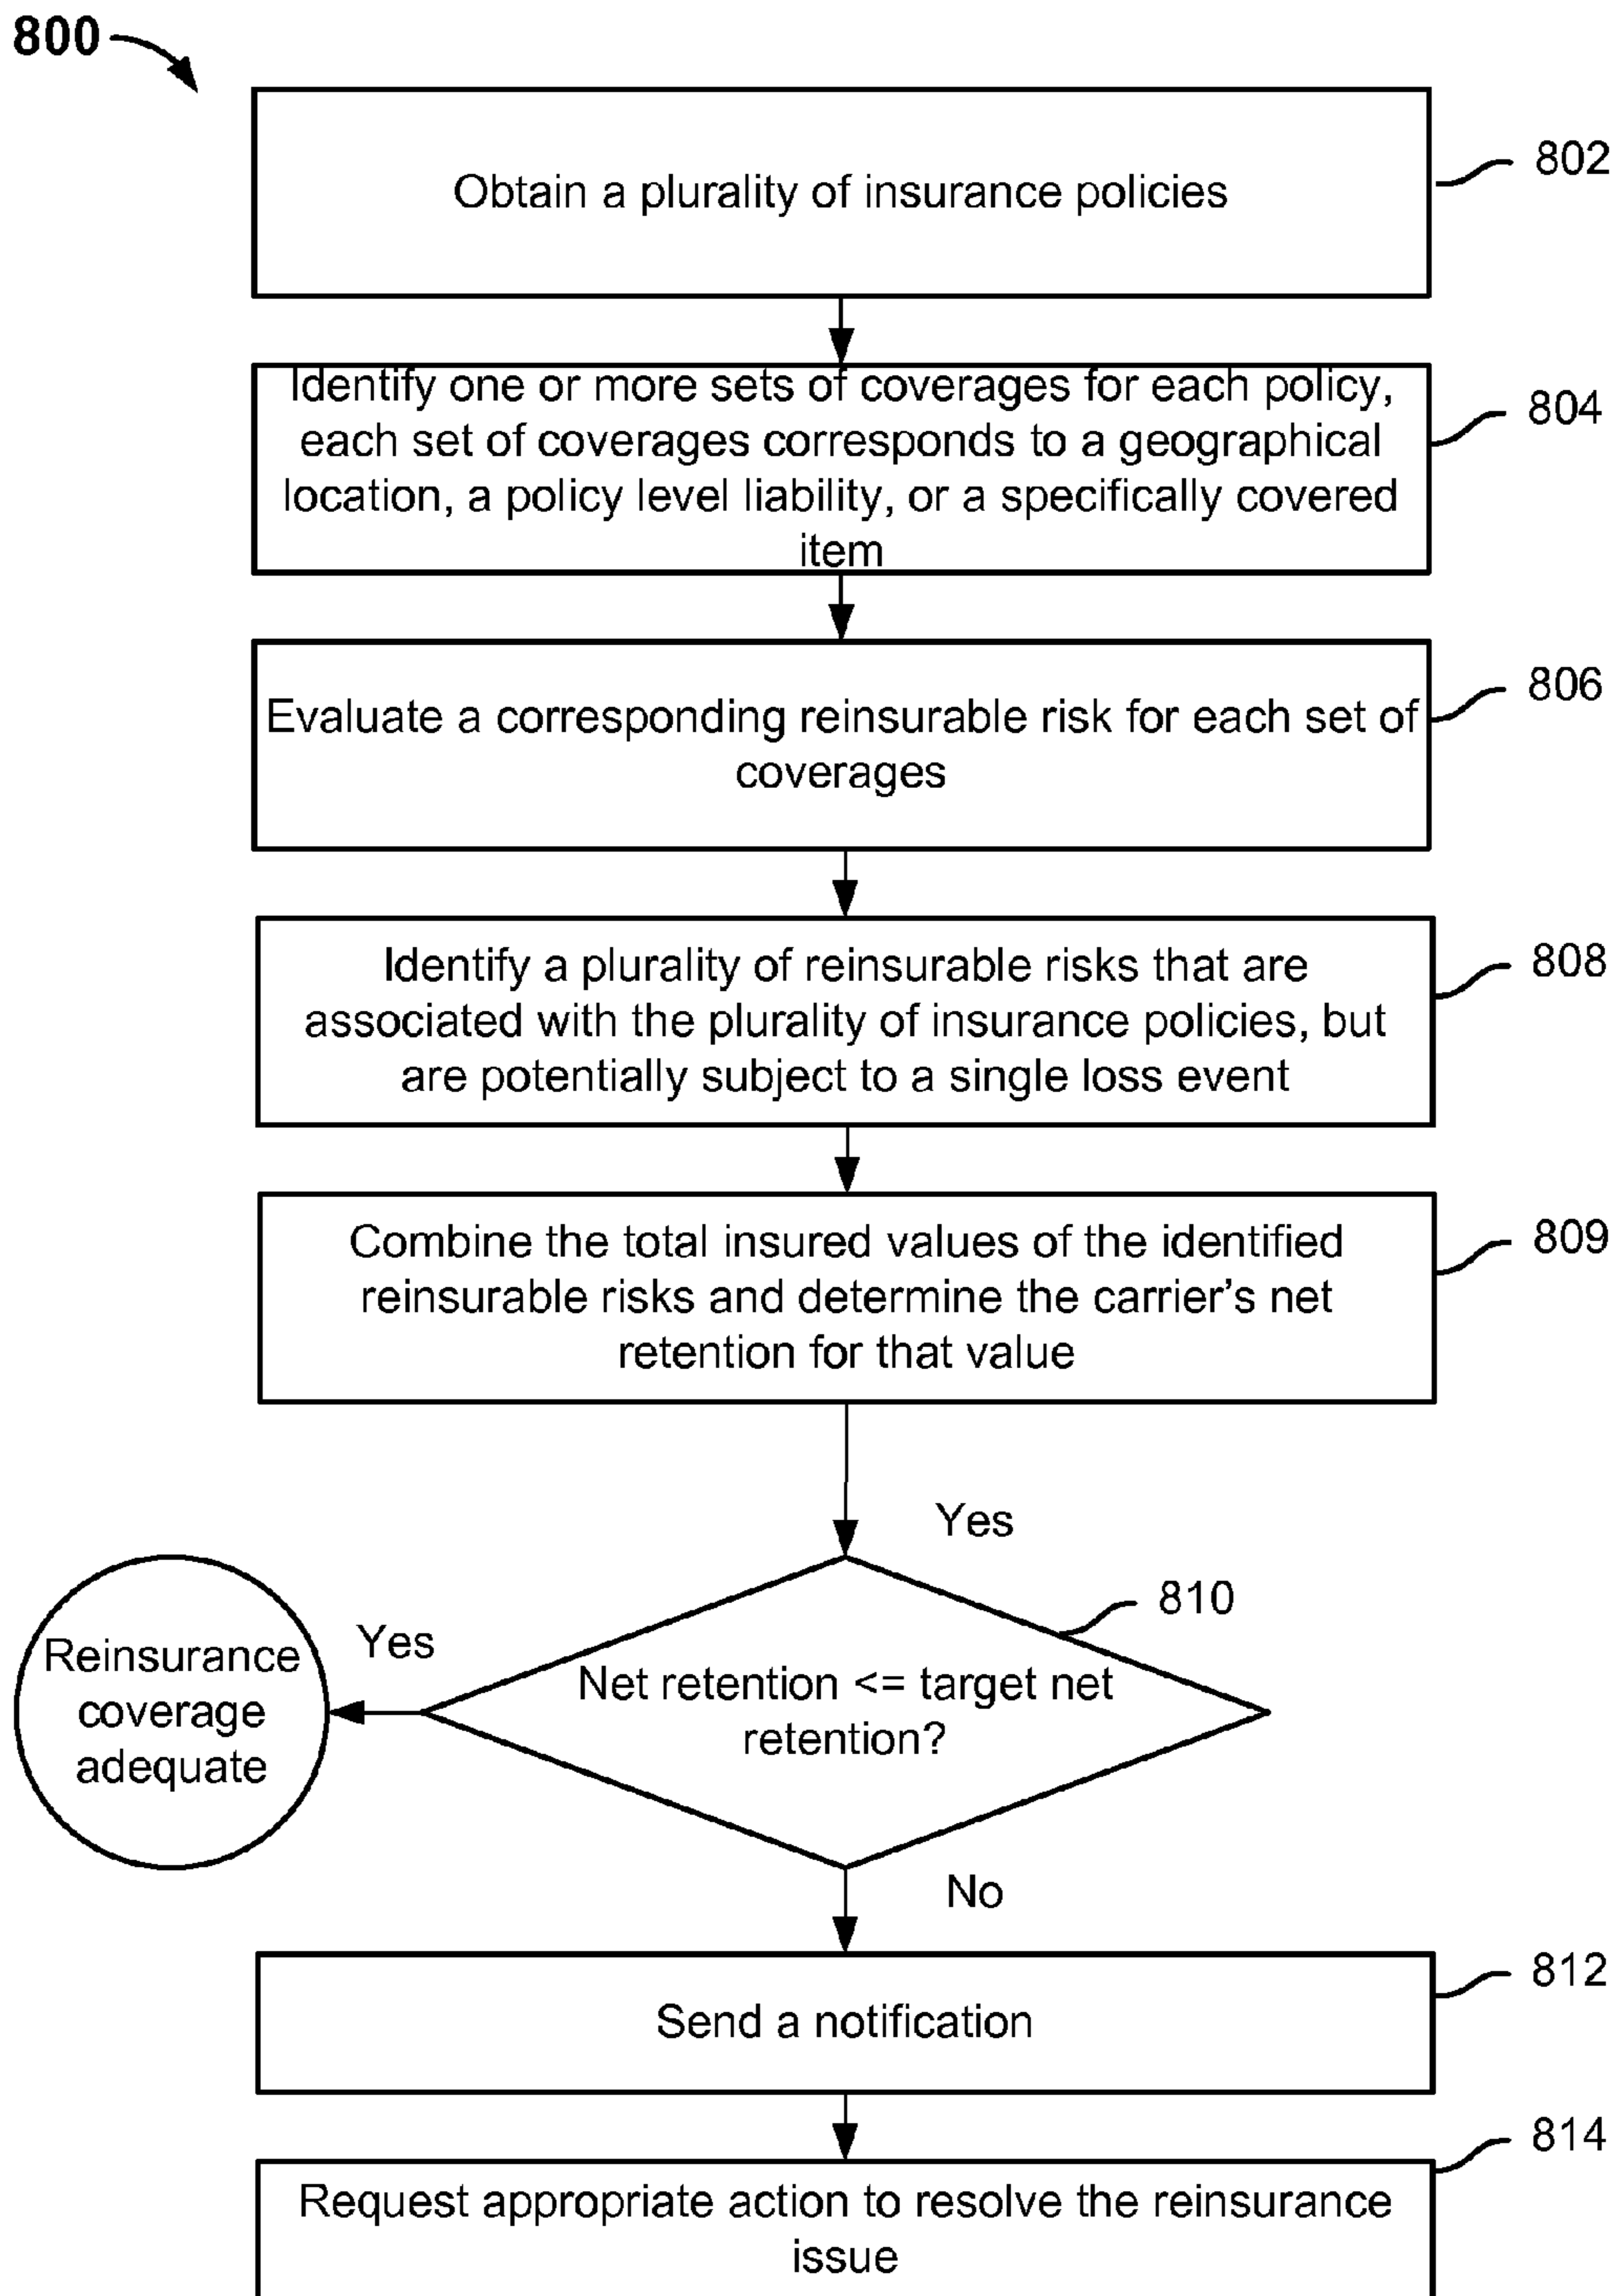 800
Obtain a plurality of insurance policies
802
Identify one or more sets of coverages for each policy,
each set of coverages corresponds to a geographical
location, a policy level liability, or a specifically covered
item
804
Evaluate a corresponding reinsurable risk for each set of
coverages
806
Identify a plurality of reinsurable risks that are
associated with the plurality of insurance policies, but
are potentially subject to a single loss event
808
Combine the total insured values of the identified
reinsurable risks and determine the carrier’s net
retention for that value
809
Yes
810
Net retention <= target net
retention?
Yes
Reinsurance
coverage
adequate
No
Send a notification
812
Request appropriate action to resolve the reinsurance
issue
814